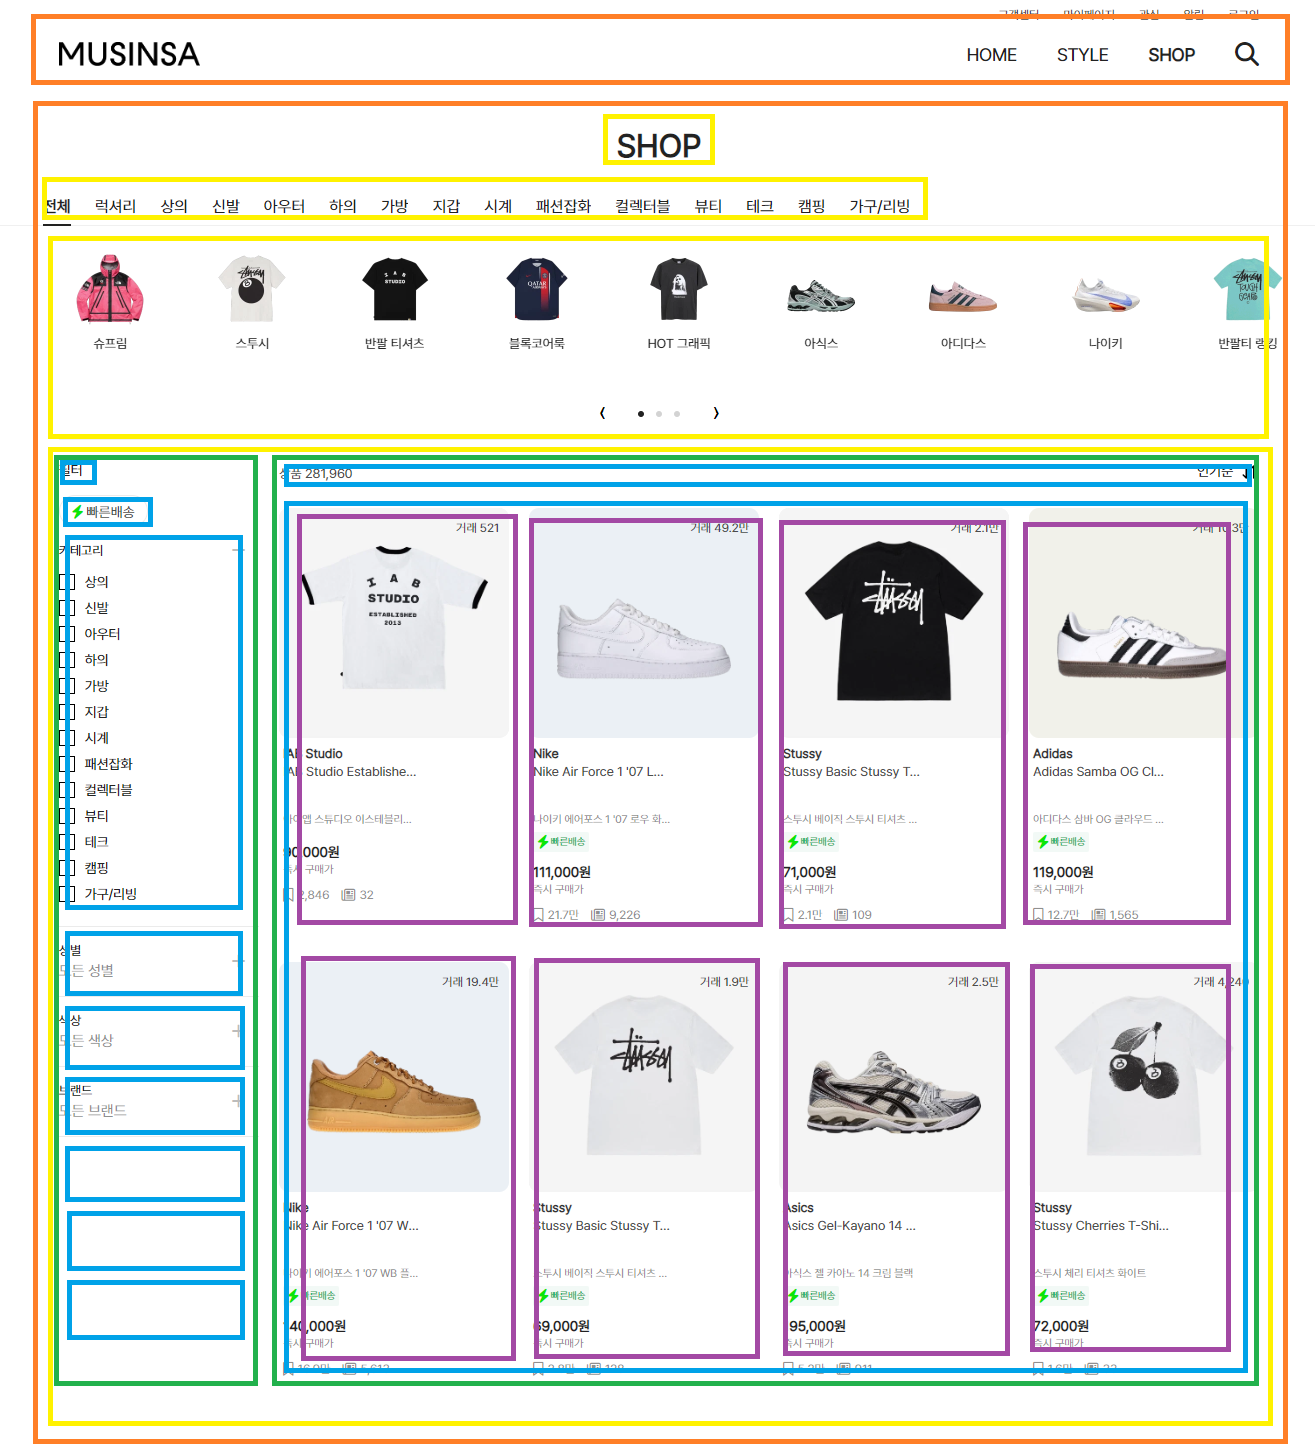 고객센터 마이페이지 관심 알림 로그인
MUSINSA
HOME STYLE SHOP
SHOP
전체 럭셔리 상의 신발 아우터 하의 가방 지갑 시계 패션잡화 컬렉터블 뷰티 테크 캠핑 가구/리빙
슈프림 스투시 반팔 티셔츠 블록코어룩 HOT 그래픽 아식스 아디다스 나이키 반팔티 랭킹
필터
빠른배송
카테고리
상의
신발
아우터
하의
가방
지갑
시계
패션잡화
컬렉터블
뷰티
테크
캠핑
가구/리빙
성별
모든 성별
색상
모든 색상
브랜드
모든 브랜드
상품 281,960 인기순
거래 521
IAB
STUDIO
ESTABLISHED
2013
IAB Studio
IAB Studio Establishe...
아이앱 스튜디오 이스테블리...
90,000원
즉시 구매가
2,846 32
거래 49.2만
Nike
Nike Air Force 1 '07 L...
나이키 에어포스 1 '07 로우 화...
빠른배송
111,000원
즉시 구매가
21.7만 9,226
거래 2.1만
Stussy
Stussy Basic Stussy T...
스투시 베이직 스투시 티셔츠 ...
빠른배송
71,000원
즉시 구매가
2.1만 109
거래 10.3만
Adidas
Adidas Samba OG Cl...
아디다스 삼바 OG 클라우드 ...
빠른배송
119,000원
즉시 구매가
12.7만 1,565
거래 19.4만
Nike
Nike Air Force 1 '07 W...
나이키 에어포스 1 '07 WB 플...
빠른배송
140,000원
즉시 구매가
거래 1.9만
Stussy
Stussy Basic Stussy T...
스투시 베이직 스투시 티셔츠 ...
빠른배송
69,000원
즉시 구매가
거래 2.5만
Asics
Asics Gel-Kayano 14 ...
아식스 젤 카야노 14 크림 블랙
빠른배송
195,000원
즉시 구매가
거래 4,240
Stussy
Stussy Cherries T-Shi...
스투시 체리 티셔츠 화이트
빠른배송
72,000원
즉시 구매가